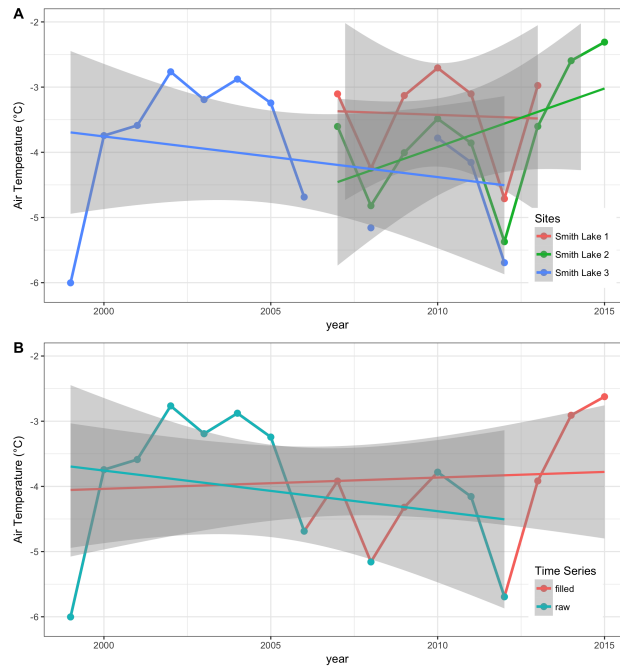 A
-2
-3
-4
-5
-6
Air Temperature (°C)
Sites
Smith Lake 1
Smith Lake 2
Smith Lake 3
2000
2005
2010
2015
year
B
-2
-3
-4
-5
-6
Air Temperature (°C)
Time Series
filled
raw
2000
2005
2010
2015
year